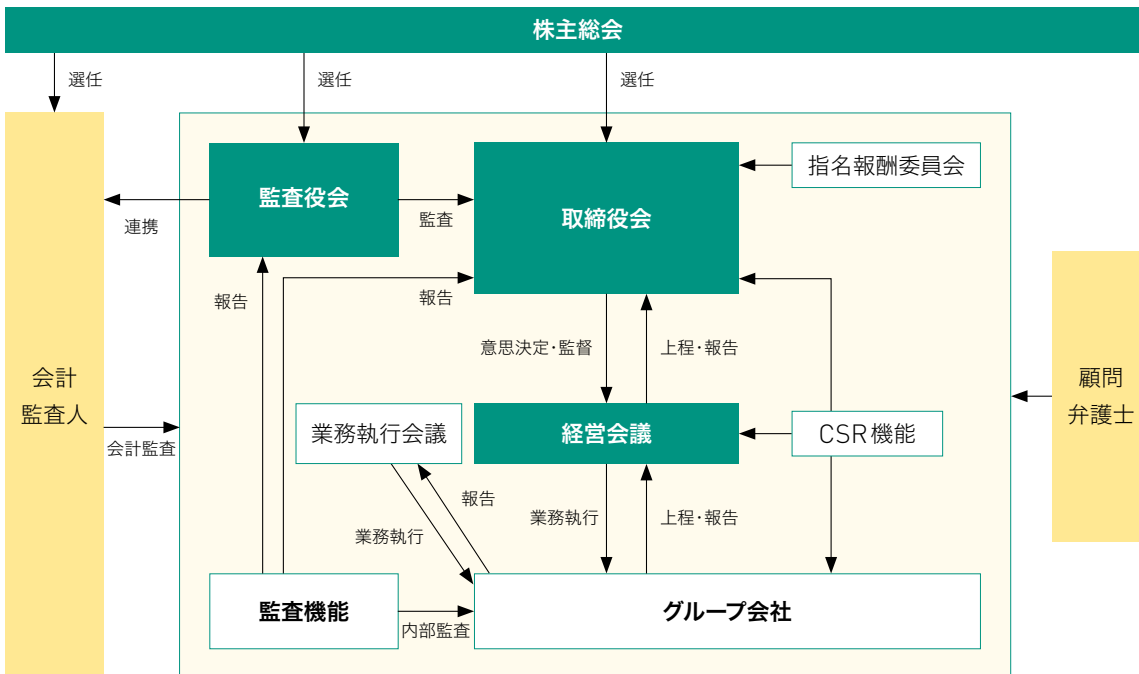 株主総会
選任
選任
選任
指名報酬委員会
監査役会
取締役会
連携
監査
報告
報告
意思決定・監督
上程・報告
会計
監査人
顧問
弁護士
会計監査
業務執行会議
経営会議
CSR機能
報告
業務執行
上程・報告
業務執行
監査機能
内部監査
グループ会社